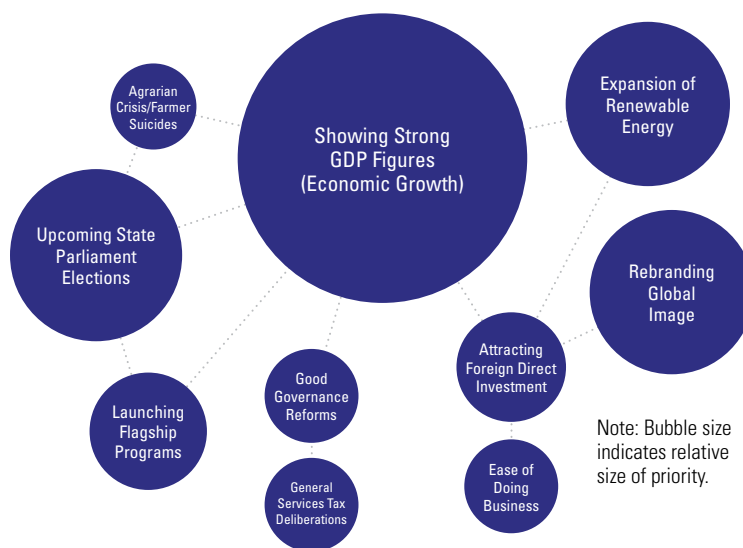 Agrarian
Crisis/Farmer
Suicides
Showing Strong
GDP Figures
(Economic Growth)
Expansion of
Renewable
Energy
Upcoming State
Parliament
Elections
Rebranding
Global
Image
Launching
Flagship
Programs
Good
Governance
Reforms
Attracting
Foreign Direct
Investment
General
Services Tax
Deliberations
Ease of
Doing
Business
Note: Bubble size
indicates relative
size of priority.